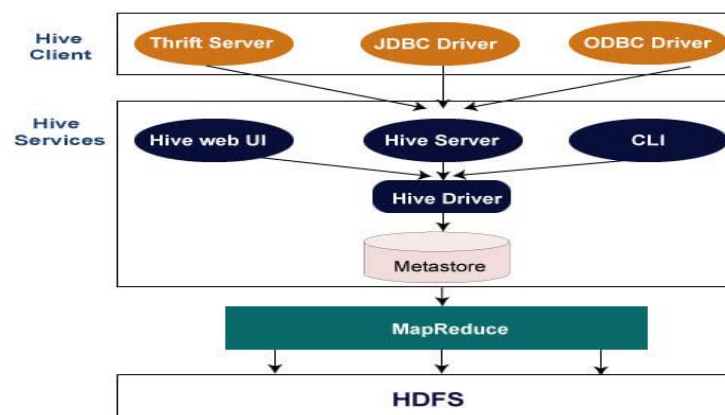 Hive
Client
Thrift Server
JDBC Driver
ODBC Driver
Hive
Services
Hive web UI
Hive Server
CLI
Hive Driver
Metastore
MapReduce
HDFS